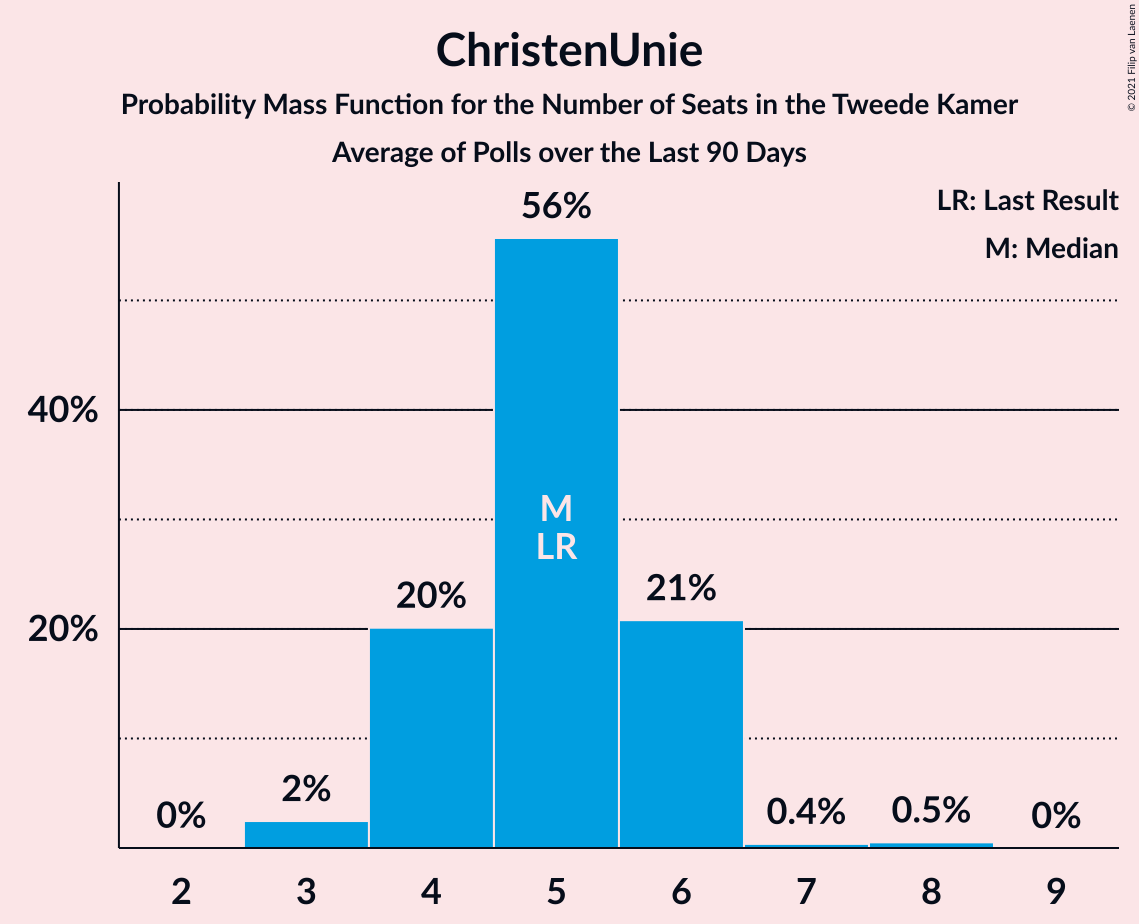 ChristenUnie
Probability Mass Function for the Number of Seats in the Tweede Kamer
Average of Polls over the Last 90 Days
© 2021 Filip van Laenen
LR: Last Result
M: Median
56%
40%
M
LR
20%
21%
20%
2%
0%
0.4%
0.5%
0%
2 3 4 5 6 7 8 9